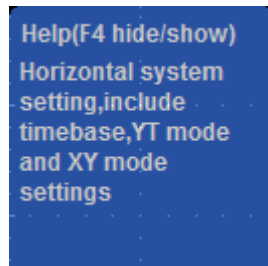 Help(F4 hide/show)
Horizontal system
setting,include
timebase,YT mode
and XY mode
settings